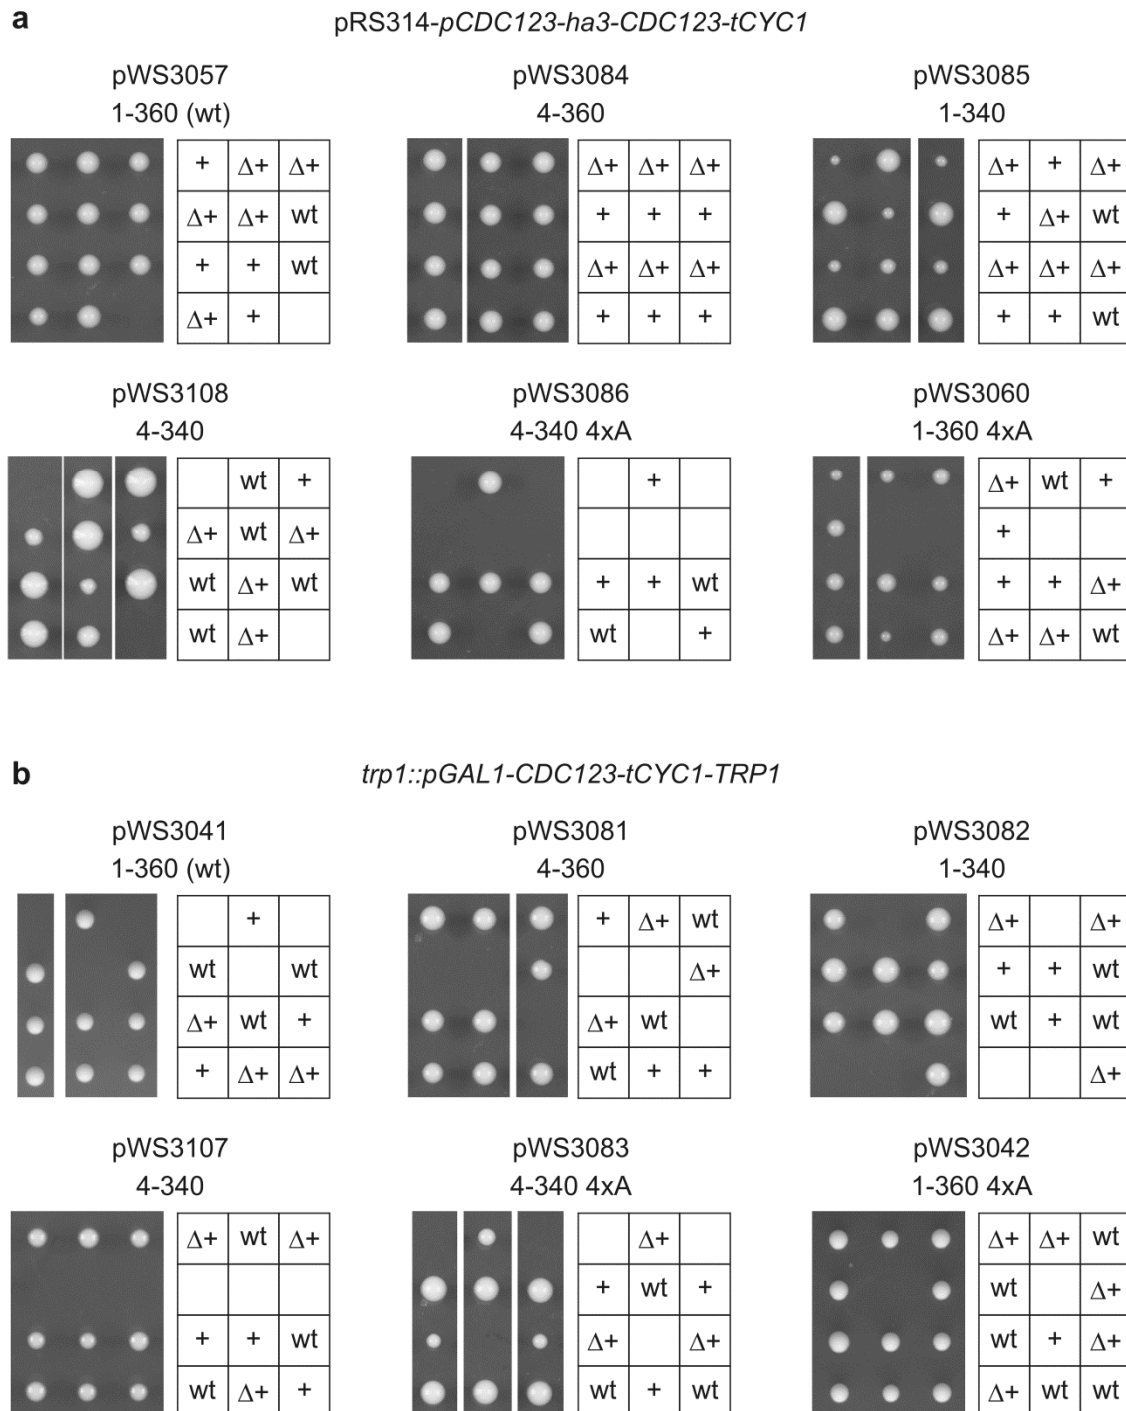 a
pRS314-pCDC123-ha3-CDC123-tCYC1
pWS3057
1-360 (wt)
+ Δ+ Δ+
Δ+ Δ+ wt
+ + wt
Δ+ +
pWS3084
4-360
Δ+ Δ+ Δ+
+ + +
Δ+ Δ+ Δ+
+ + +
pWS3085
1-340
Δ+ + Δ+
+ Δ+ wt
Δ+ Δ+ Δ+
+ + wt
pWS3108
4-340
wt +
Δ+ wt Δ+
wt Δ+ wt
wt Δ+
pWS3086
4-340 4xA
+
+ + wt
wt +
pWS3060
1-360 4xA
Δ+ wt +
+
+ + Δ+
Δ+ Δ+ wt
b
trp1::pGAL1-CDC123-tCYC1-TRP1
pWS3041
1-360 (wt)
+
wt wt
Δ+ wt +
+ Δ+ Δ+
pWS3081
4-360
+ Δ+ wt
Δ+
Δ+ wt
wt + +
pWS3082
1-340
Δ+ Δ+
+ + wt
wt + wt
Δ+
pWS3107
4-340
Δ+ wt Δ+
+ + wt
wt Δ+ +
pWS3083
4-340 4xA
Δ+
+ wt +
Δ+ Δ+
wt + wt
pWS3042
1-360 4xA
Δ+ Δ+ wt
wt Δ+
wt + Δ+
Δ+ wt wt